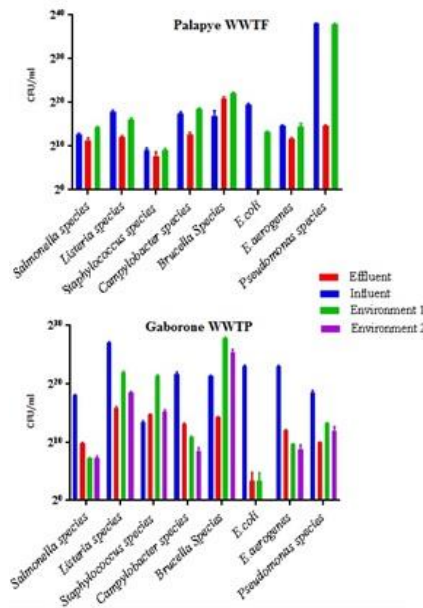 Palapye WWTF
CFU/ml
2^40
2^20
2^10
2^0
Salmonella species
Listeria species
Staphylococcus species
Campylobacter species
Brucella Species
E.coli
E.aerogenes
Pseudomonas species
Effluent
Influent
Environment 1
Environment 2
Gaborone WWTP
CFU/ml
2^30
2^20
2^10
2^0
Salmonella species
Listeria species
Staphylococcus species
Campylobacter species
Brucella Species
E.coli
E.aerogenes
Pseudomonas species